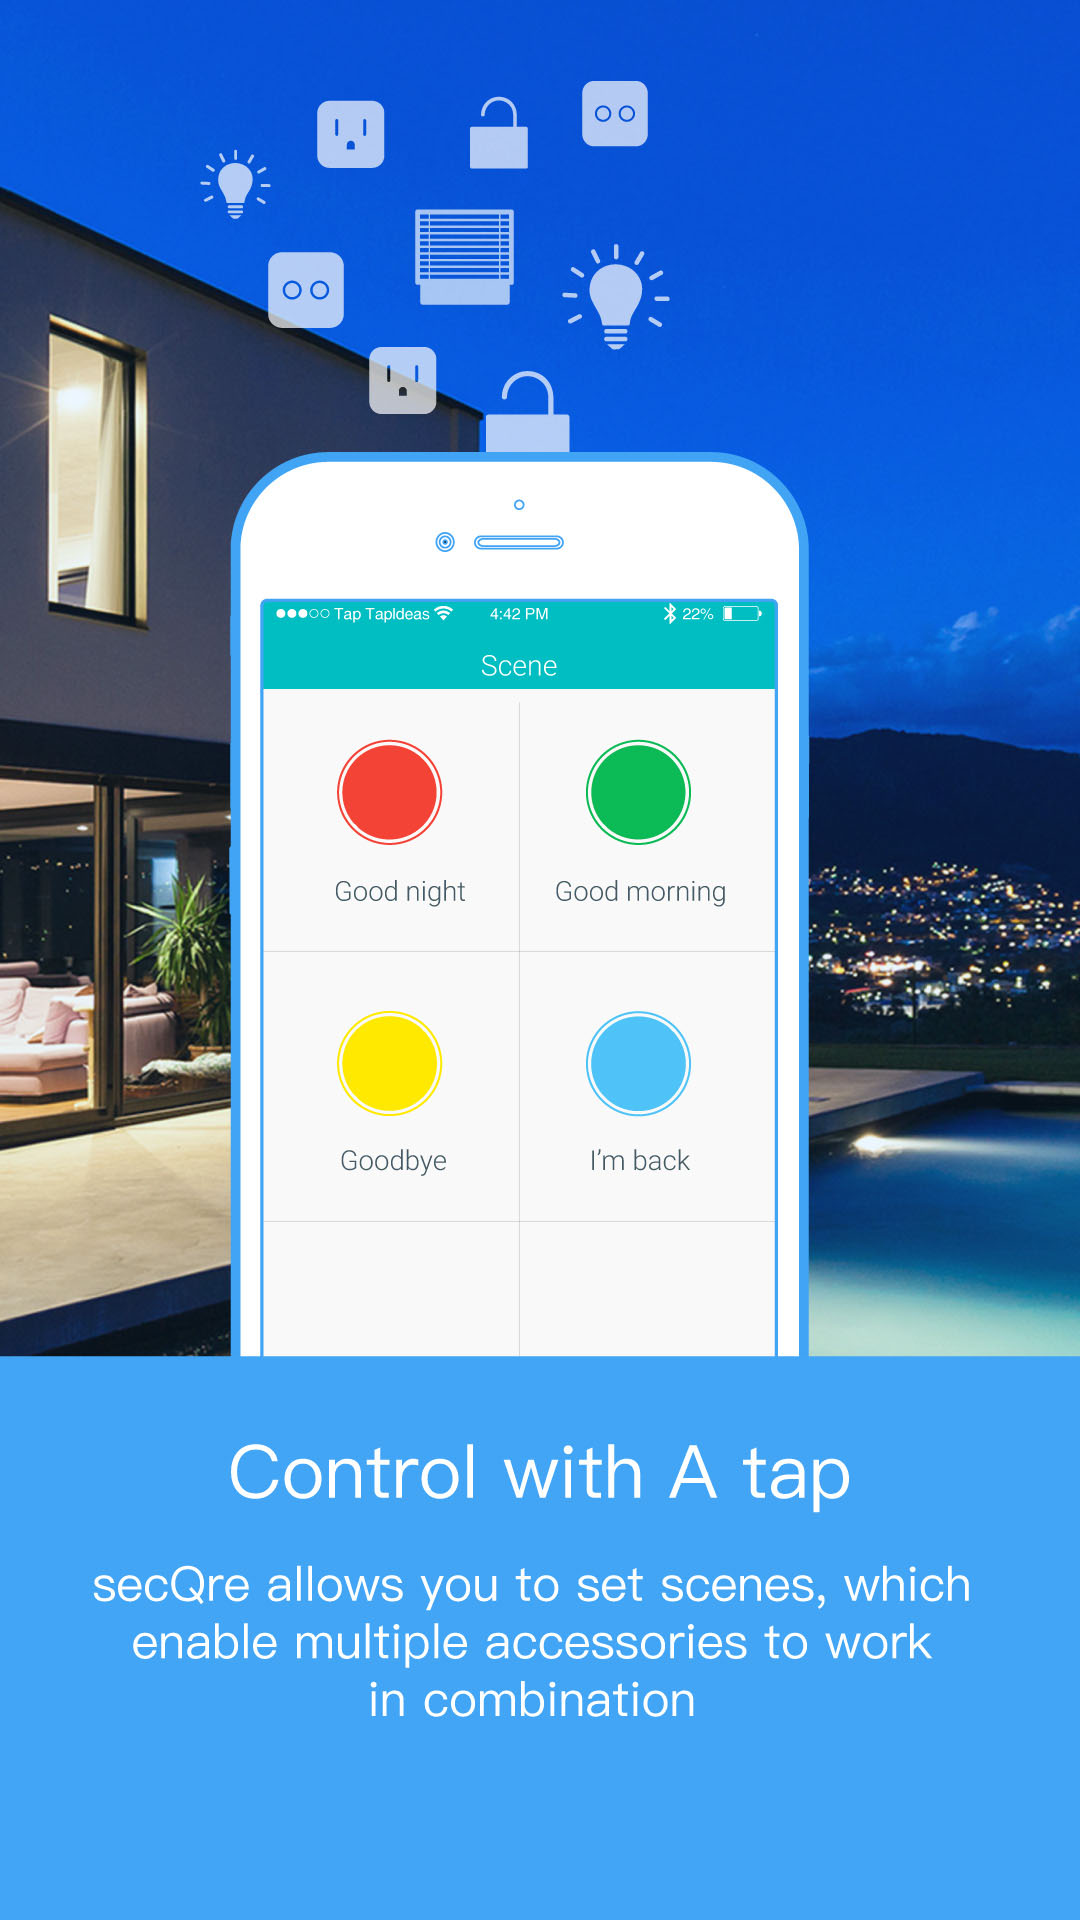 Tap TapIdeas 4:42 PM 22%
Scene
Good night Good morning
Goodbye I’m back
Control with A tap
secQre allows you to set scenes, which
enable multiple accessories to work
in combination